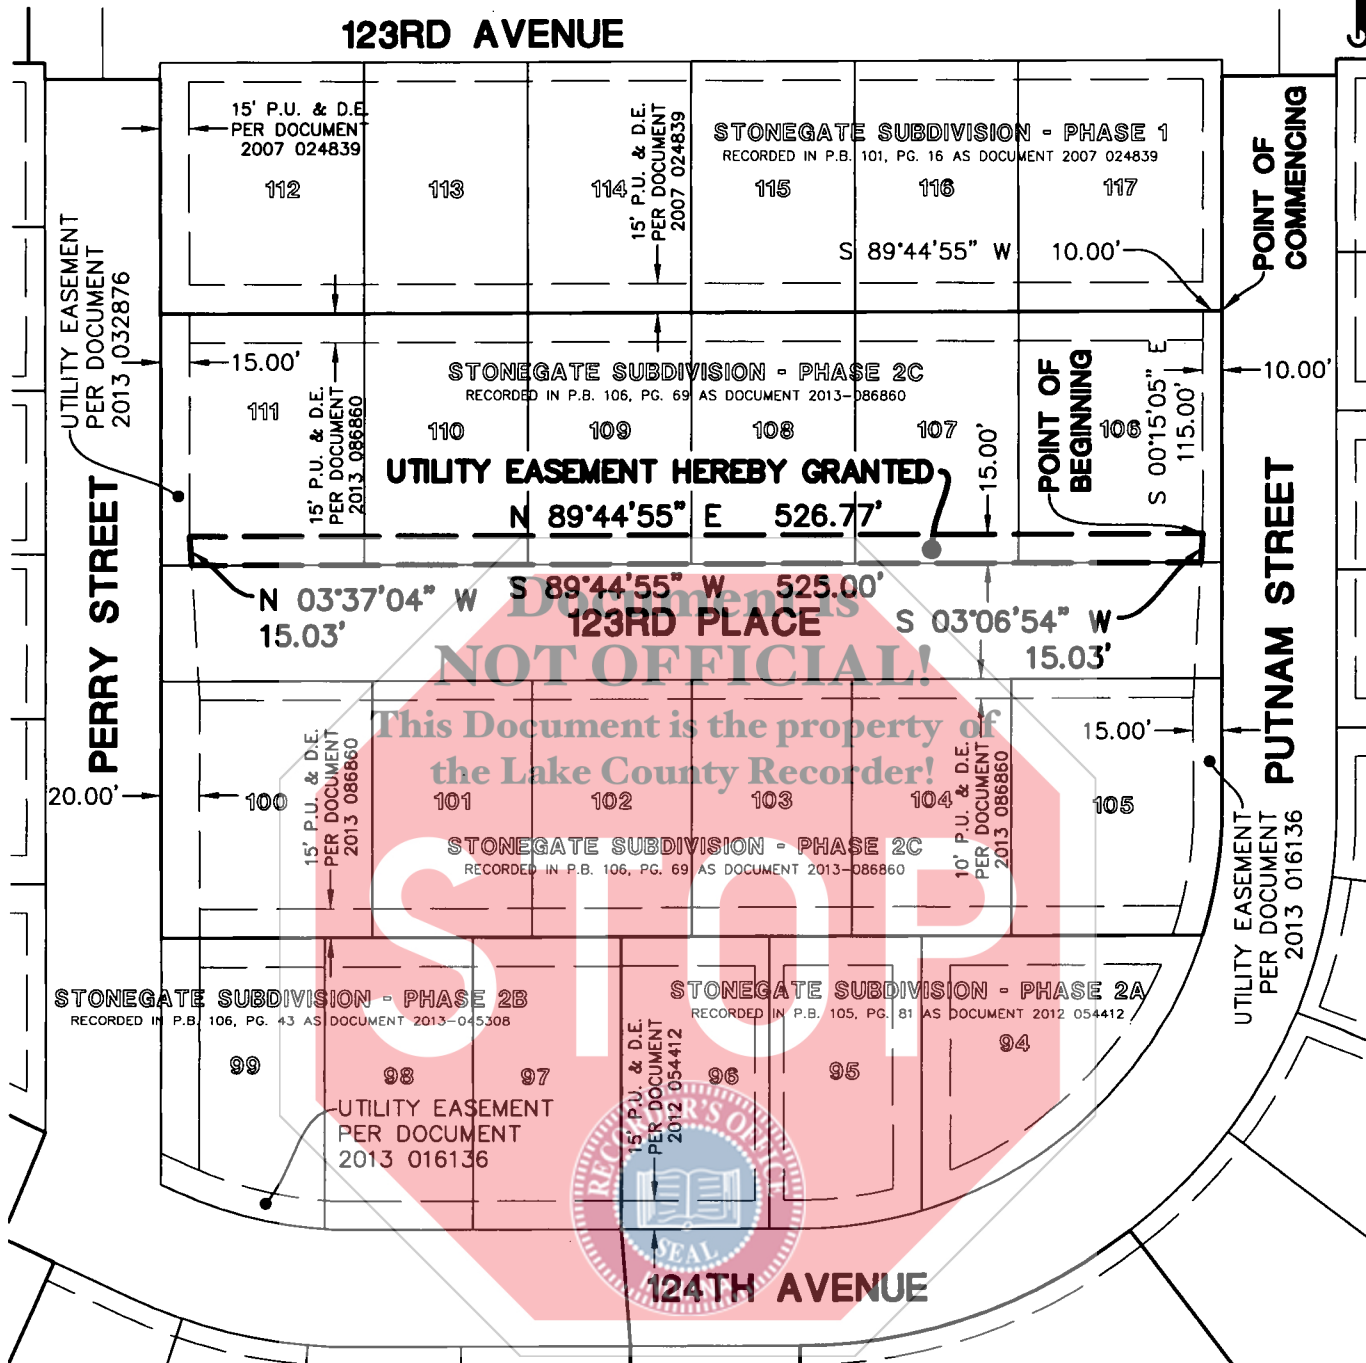 123RD AVENUE
15' P.U. & D.E.
PER DOCUMENT
2007 024839
15' P.U. & D.E.
PER DOCUMENT
2007 024839
STONEGATE SUBDIVISION - PHASE 1
RECORDED IN P.B. 101, PG. 16 AS DOCUMENT 2007 024839
112
113
114
115
116
117
POINT OF
COMMENCING
S 89°44'55" W 10.00'
UTILITY EASEMENT
PER DOCUMENT
2013 032876
15.00'
15' P.U. & D.E.
PER DOCUMENT
2013 086860
STONEGATE SUBDIVISION - PHASE 2C
RECORDED IN P.B. 106, PG. 69 AS DOCUMENT 2013-086860
111
110
109
108
107
106
10.00'
S 00°15'05" E
115.00'
POINT OF
BEGINNING
15.00'
UTILITY EASEMENT HEREBY GRANTED
N 89°44'55" E 526.77'
PERRY STREET
PUTNAM STREET
N 03°37'04" W
15.03'
S 89°44'55" W 525.00'
123RD PLACE
S 03°06'54" W
15.03'
Document is
NOT OFFICIAL!
This Document is the property of
the Lake County Recorder!
STOP
15.00'
20.00'
15' P.U. & D.E.
PER DOCUMENT
2013 086860
10' P.U. & D.E.
PER DOCUMENT
2013 086860
100
101
102
103
104
105
STONEGATE SUBDIVISION - PHASE 2C
RECORDED IN P.B. 106, PG. 69 AS DOCUMENT 2013-086860
UTILITY EASEMENT
PER DOCUMENT
2013 016136
STONEGATE SUBDIVISION - PHASE 2B
RECORDED IN P.B. 106, PG. 43 AS DOCUMENT 2013-045308
STONEGATE SUBDIVISION - PHASE 2A
RECORDED IN P.B. 105, PG. 81 AS DOCUMENT 2012 054412
99
98
97
96
95
94
15' P.U. & D.E.
PER DOCUMENT
2012 054412
UTILITY EASEMENT
PER DOCUMENT
2013 016136
RECORDER'S OFFICE
SEAL
124TH AVENUE